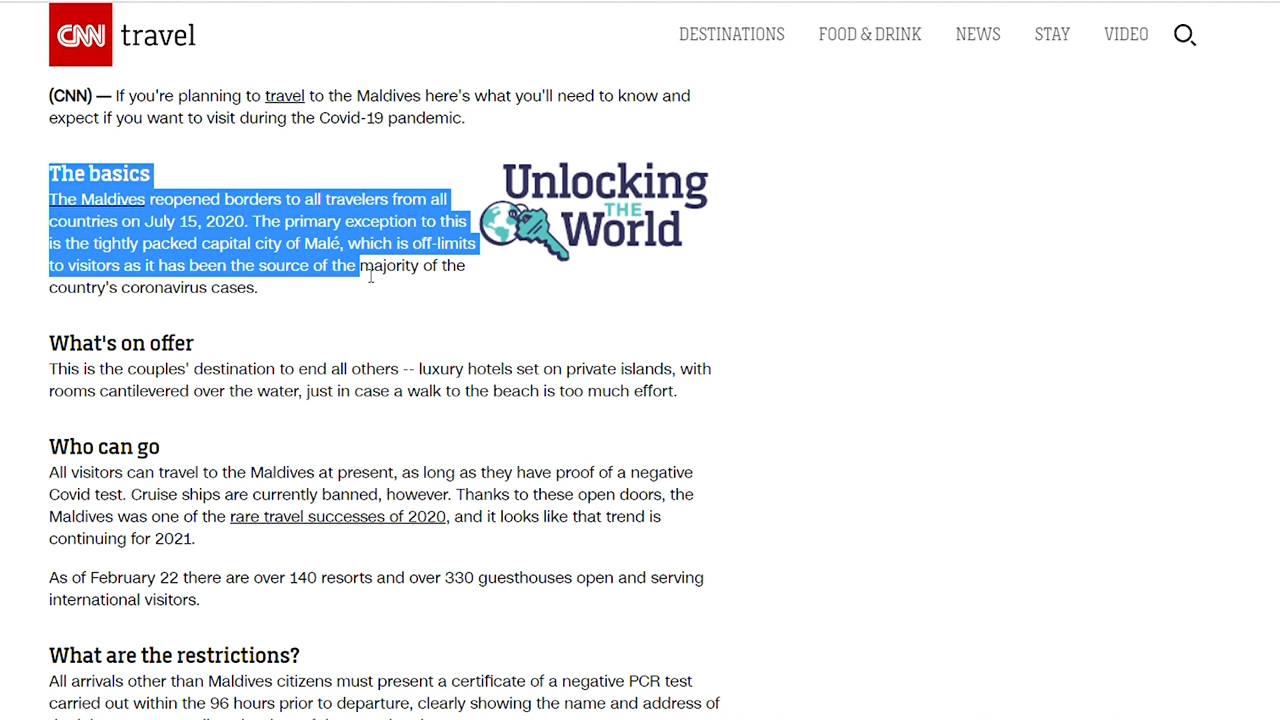 CNN travel
DESTINATIONS FOOD & DRINK NEWS STAY VIDEO
(CNN) — If you're planning to travel to the Maldives here's what you'll need to know and
expect if you want to visit during the Covid-19 pandemic.
The basics
The Maldives reopened borders to all travelers from all
countries on July 15, 2020. The primary exception to this
is the tightly packed capital city of Malé, which is off-limits
to visitors as it has been the source of the majority of the
country's coronavirus cases.
Unlocking
THE
World
What's on offer
This is the couples' destination to end all others -- luxury hotels set on private islands, with
rooms cantilevered over the water, just in case a walk to the beach is too much effort.
Who can go
All visitors can travel to the Maldives at present, as long as they have proof of a negative
Covid test. Cruise ships are currently banned, however. Thanks to these open doors, the
Maldives was one of the rare travel successes of 2020, and it looks like that trend is
continuing for 2021.
As of February 22 there are over 140 resorts and over 330 guesthouses open and serving
international visitors.
What are the restrictions?
All arrivals other than Maldives citizens must present a certificate of a negative PCR test
carried out within the 96 hours prior to departure, clearly showing the name and address of